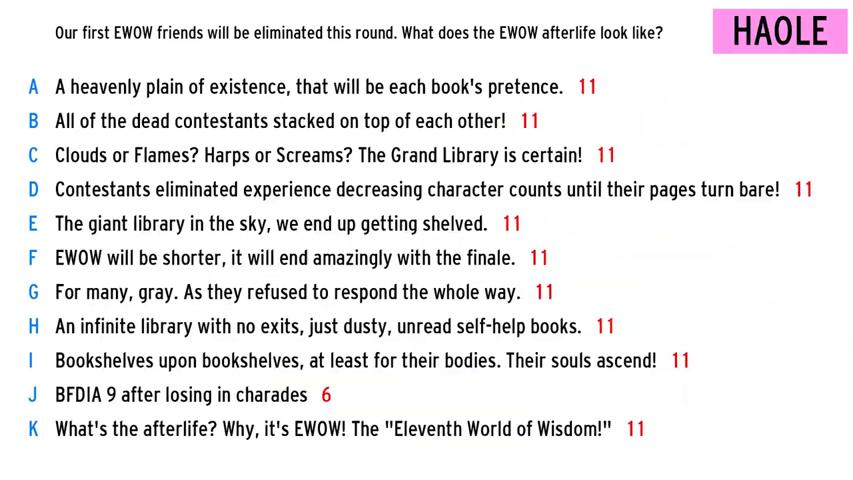 Our first EWOW friends will be eliminated this round. What does the EWOW afterlife look like?
HAOLE
A A heavenly plain of existence, that will be each book's pretence. 11
B All of the dead contestants stacked on top of each other! 11
C Clouds or Flames? Harps or Screams? The Grand Library is certain! 11
D Contestants eliminated experience decreasing character counts until their pages turn bare! 11
E The giant library in the sky, we end up getting shelved. 11
F EWOW will be shorter, it will end amazingly with the finale. 11
G For many, gray. As they refused to respond the whole way. 11
H An infinite library with no exits, just dusty, unread self-help books. 11
I Bookshelves upon bookshelves, at least for their bodies. Their souls ascend! 11
J BFDIA 9 after losing in charades 6
K What's the afterlife? Why, it's EWOW! The "Eleventh World of Wisdom!" 11